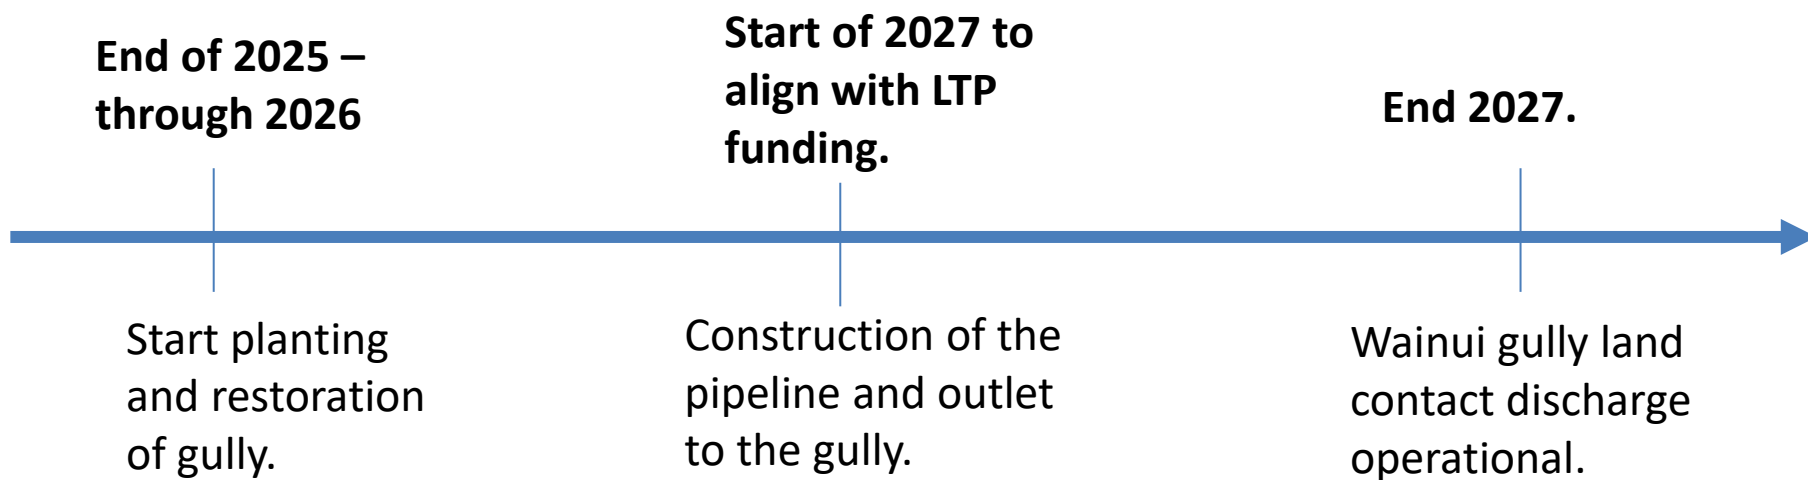 End of 2025 –
through 2026
Start of 2027 to
align with LTP
funding.
End 2027.
Start planting
and restoration
of gully.
Construction of the
pipeline and outlet
to the gully.
Wainui gully land
contact discharge
operational.